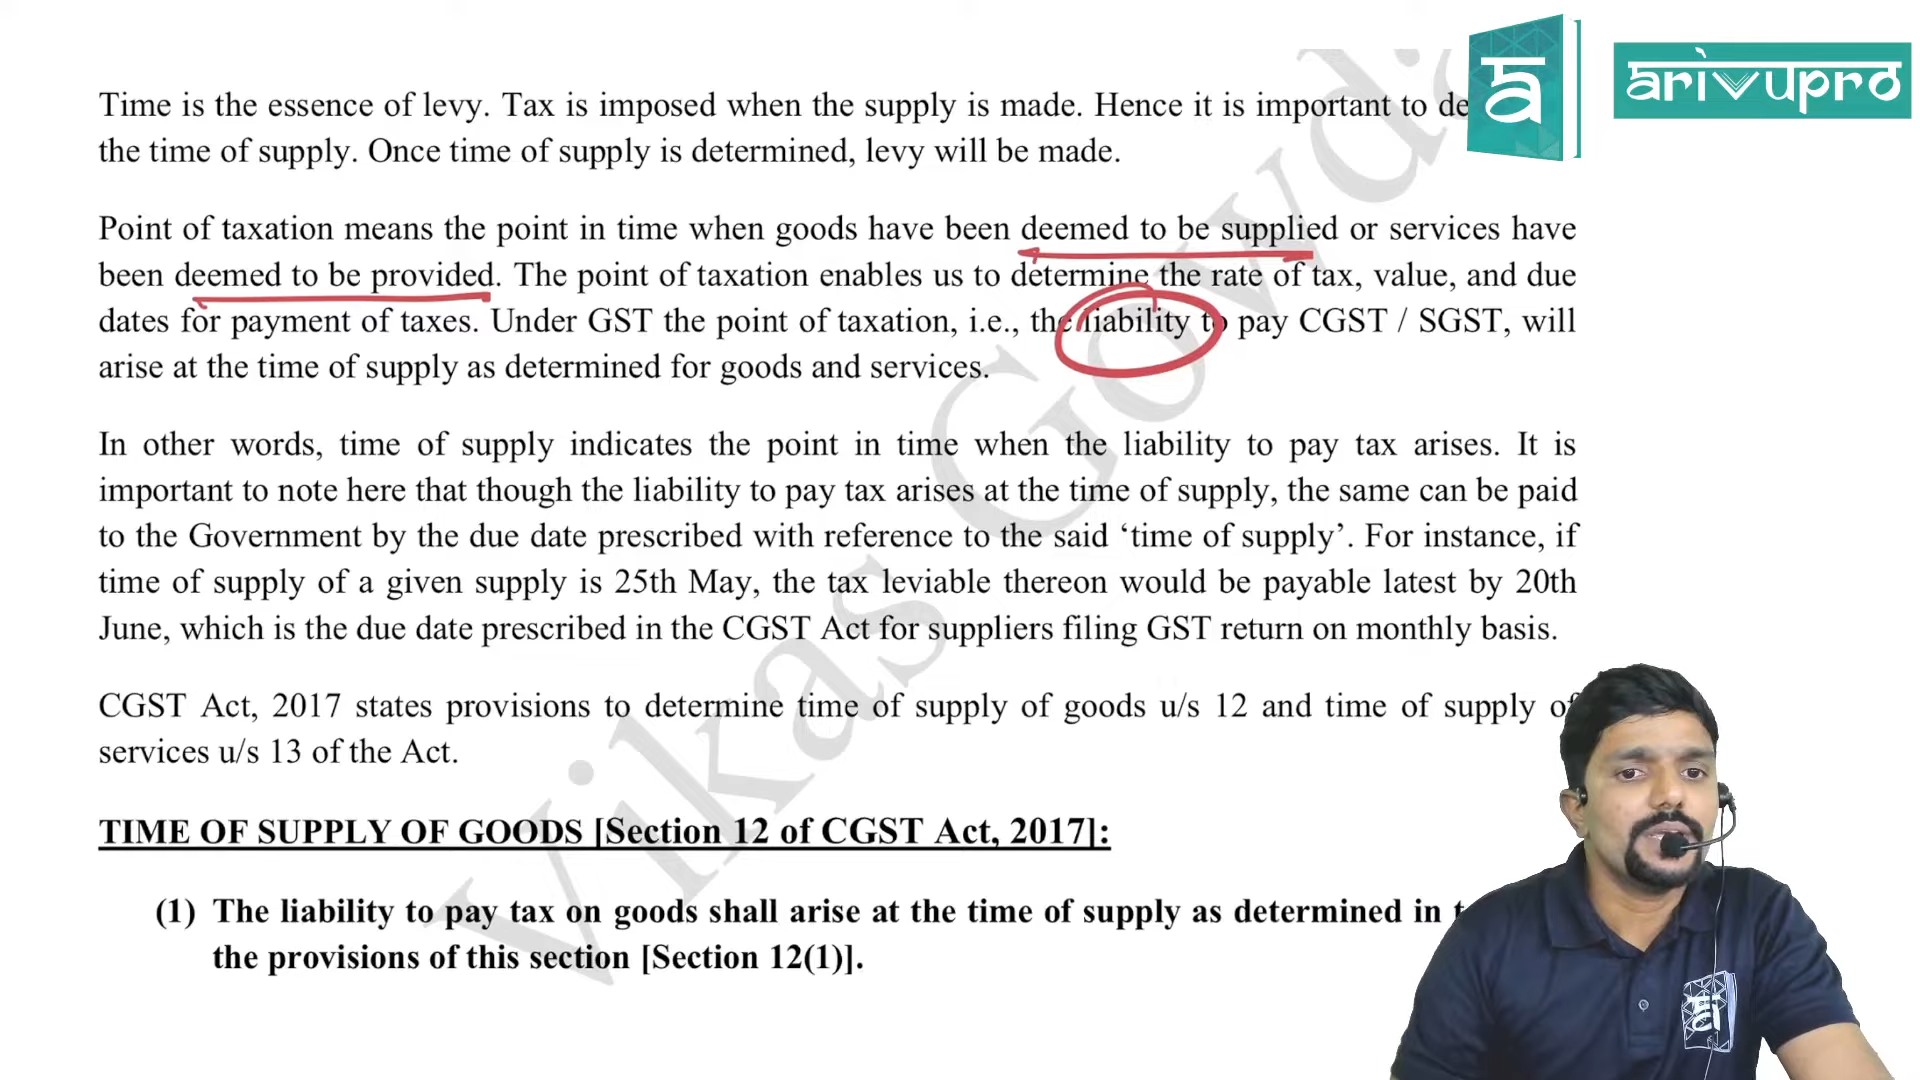 arivupro
Time is the essence of levy. Tax is imposed when the supply is made. Hence it is important to de
the time of supply. Once time of supply is determined, levy will be made.
Point of taxation means the point in time when goods have been deemed to be supplied or services have
been deemed to be provided. The point of taxation enables us to determine the rate of tax, value, and due
dates for payment of taxes. Under GST the point of taxation, i.e., the liability to pay CGST / SGST, will
arise at the time of supply as determined for goods and services.
In other words, time of supply indicates the point in time when the liability to pay tax arises. It is
important to note here that though the liability to pay tax arises at the time of supply, the same can be paid
to the Government by the due date prescribed with reference to the said ‘time of supply’. For instance, if
time of supply of a given supply is 25th May, the tax leviable thereon would be payable latest by 20th
June, which is the due date prescribed in the CGST Act for suppliers filing GST return on monthly basis.
CGST Act, 2017 states provisions to determine time of supply of goods u/s 12 and time of supply of
services u/s 13 of the Act.
TIME OF SUPPLY OF GOODS [Section 12 of CGST Act, 2017]:
(1) The liability to pay tax on goods shall arise at the time of supply as determined in t
the provisions of this section [Section 12(1)].
Vikas Gowda